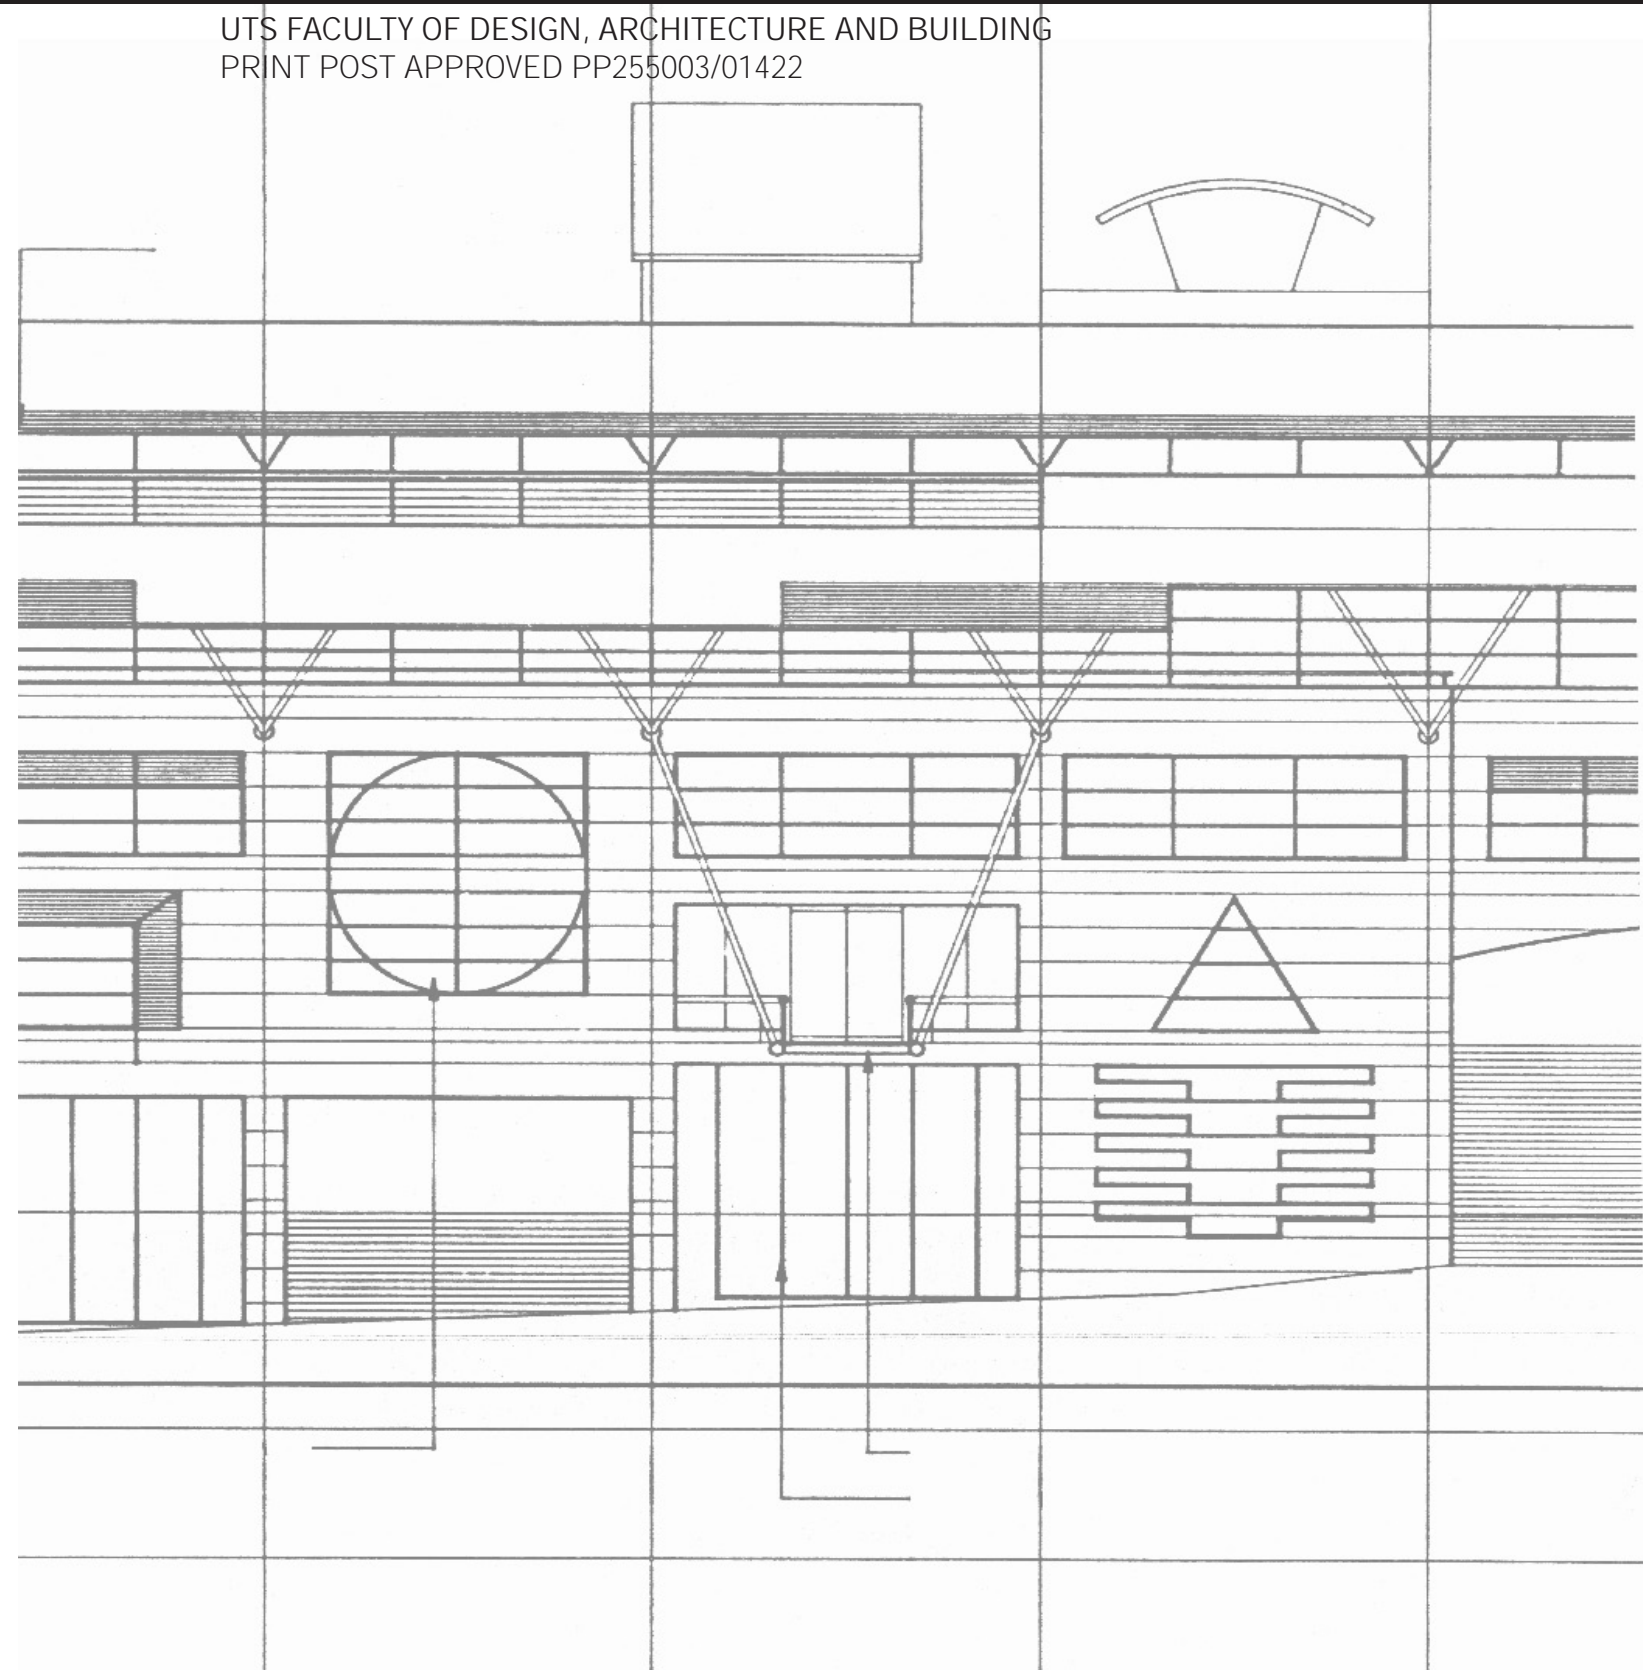 UTS FACULTY OF DESIGN, ARCHITECTURE AND BUILDING
PRINT POST APPROVED PP255003/01422